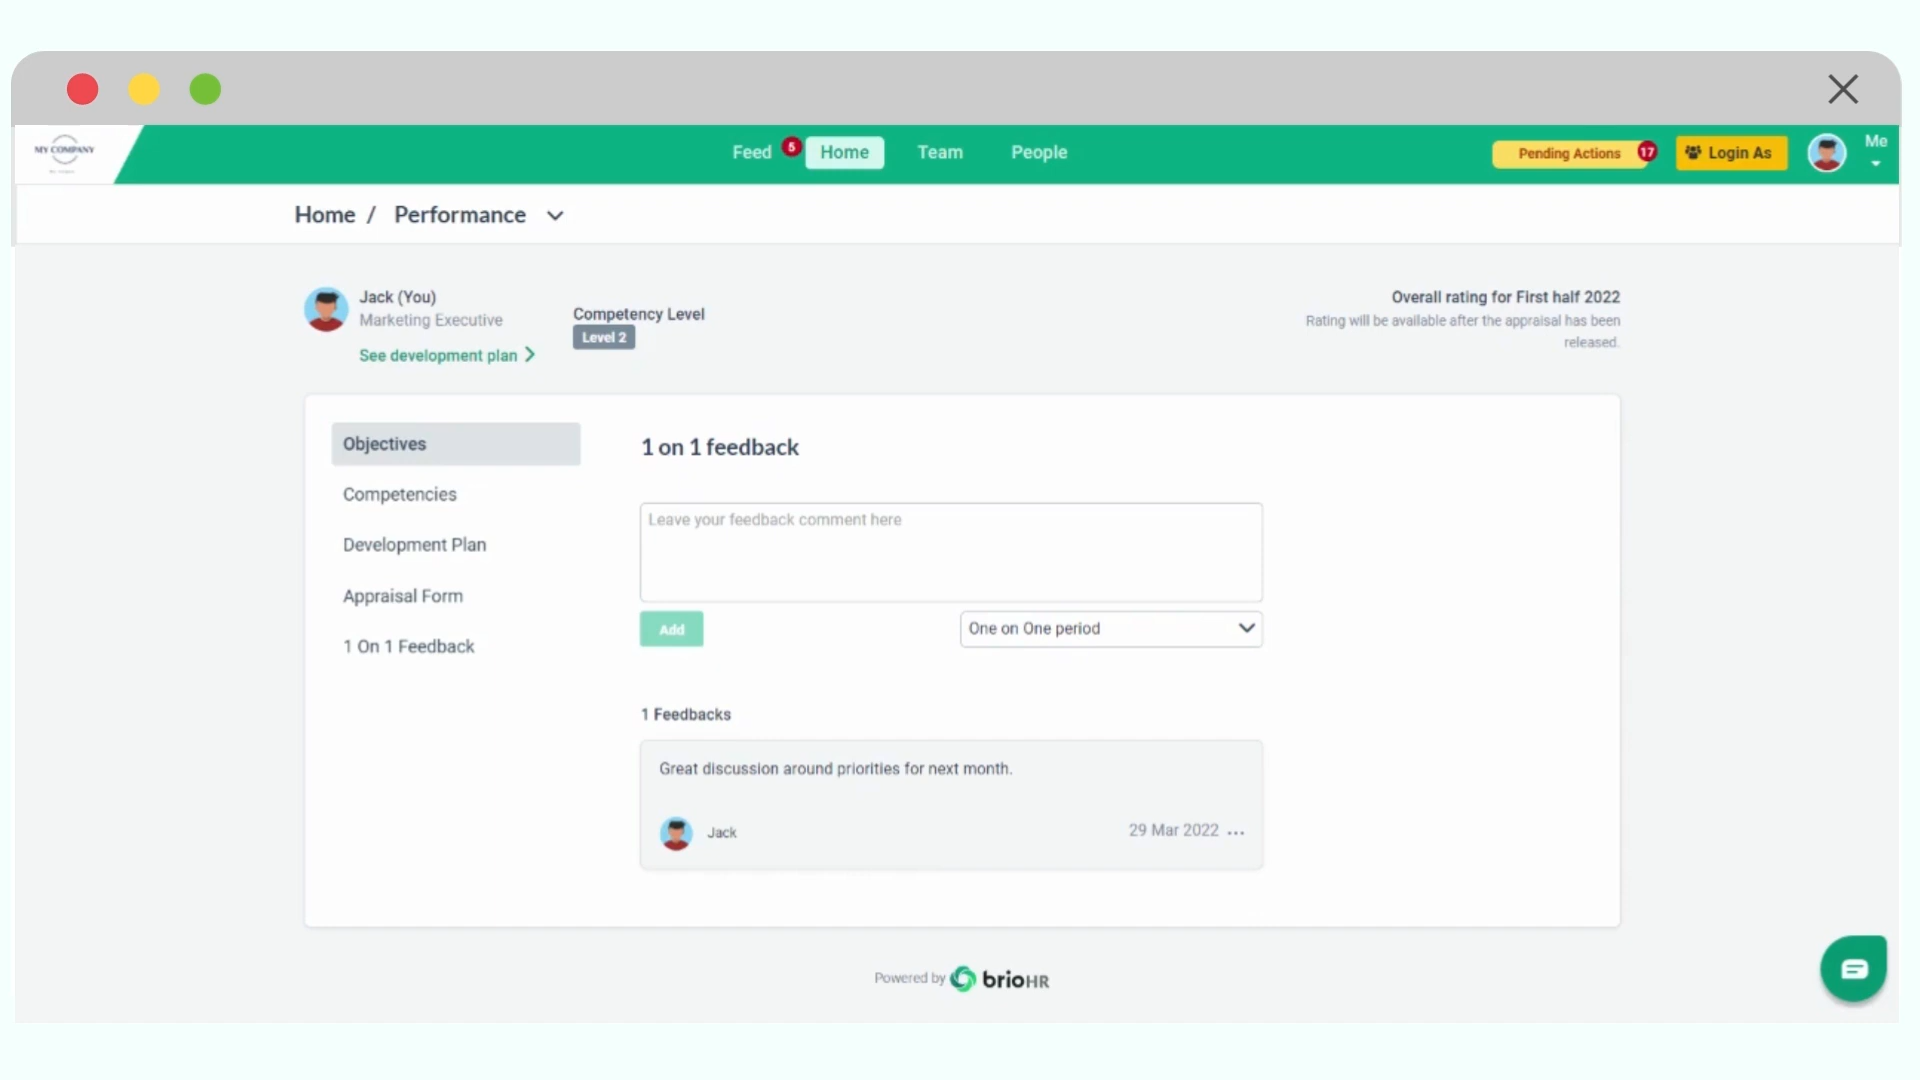 MY COMPANY
Feed 5 Home Team People
Pending Actions 17 Login As Me
Home / Performance
Jack (You)
Marketing Executive
See development plan
Competency Level
Level 2
Overall rating for First half 2022
Rating will be available after the appraisal has been
released.
Objectives
Competencies
Development Plan
Appraisal Form
1 On 1 Feedback
1 on 1 feedback
Leave your feedback comment here
Add
One on One period
1 Feedbacks
Great discussion around priorities for next month.
Jack
29 Mar 2022 ...
Powered by brioHR